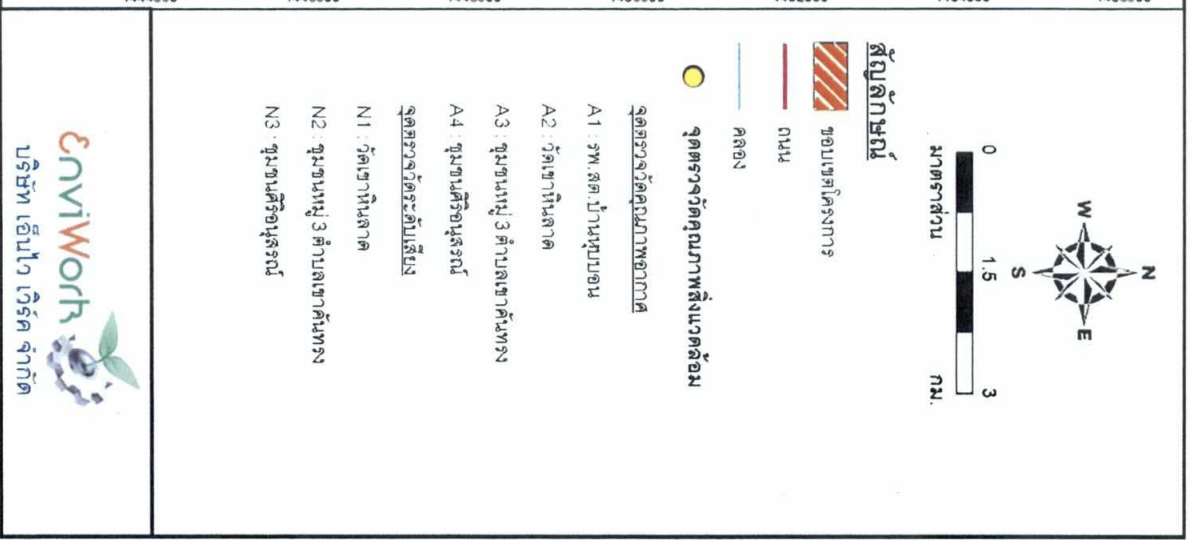 N
W
E
S
0 1.5 3
มาตราส่วน กม.
สัญลักษณ์
ขอบเขตโครงการ
ถนน
คลอง
จุดตรวจวัดคุณภาพสิ่งแวดล้อม
จุดตรวจวัดคุณภาพอากาศ
A1 : รพ.สต.บ้านหุบบอน
A2 : วัดเขาหินลาด
A3 : ชุมชนหมู่ 3 ตำบลเขาคันทรง
A4 : ชุมชนศิริอนุสรณ์
จุดตรวจวัดระดับเสียง
N1 : วัดเขาหินลาด
N2 : ชุมชนหมู่ 3 ตำบลเขาคันทรง
N3 : ชุมชนศิริอนุสรณ์
EnviWork
บริษัท เอ็นไว เวิร์ค จำกัด